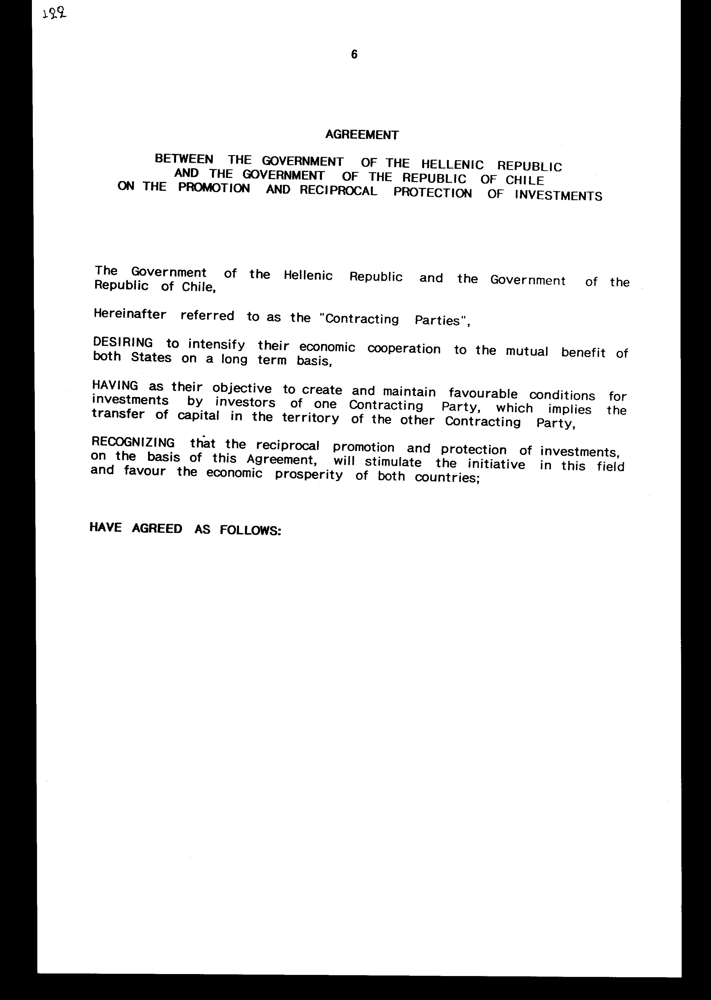 122
6
AGREEMENT
BETWEEN THE GOVERNMENT OF THE HELLENIC REPUBLIC
AND THE GOVERNMENT OF THE REPUBLIC OF CHILE
ON THE PROMOTION AND RECIPROCAL PROTECTION OF INVESTMENTS
The Government of the Hellenic Republic and the Government of the
Republic of Chile,
Hereinafter referred to as the "Contracting Parties",
DESIRING to intensify their economic cooperation to the mutual benefit of
both States on a long term basis,
HAVING as their objective to create and maintain favourable conditions for
investments by investors of one Contracting Party, which implies the
transfer of capital in the territory of the other Contracting Party,
RECOGNIZING that the reciprocal promotion and protection of investments,
on the basis of this Agreement, will stimulate the initiative in this field
and favour the economic prosperity of both countries;
HAVE AGREED AS FOLLOWS: